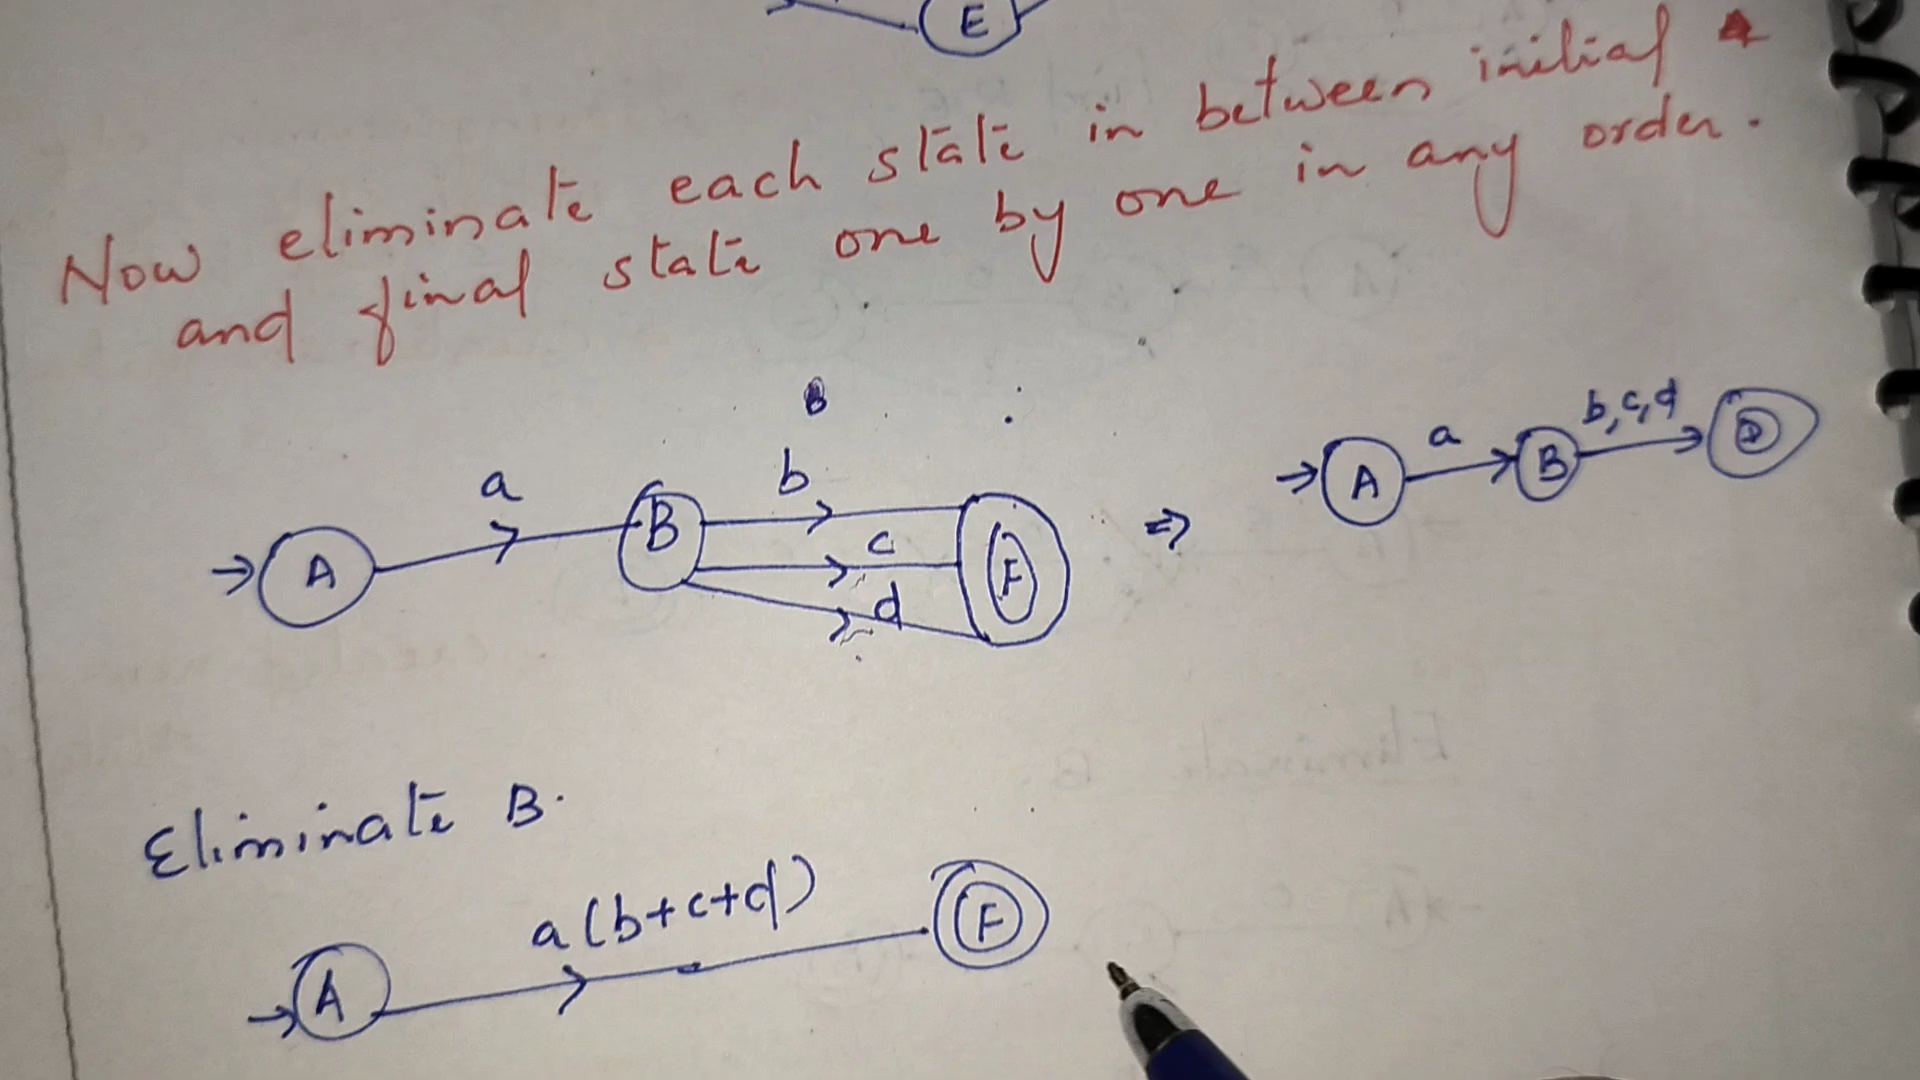 E
Now eliminate each state in between initial
and final state one by one in any order.
a
b
c
d
A
B
F
⇒
a
b,c,d
A
B
D
Eliminate B.
a(b+c+d)
A
F